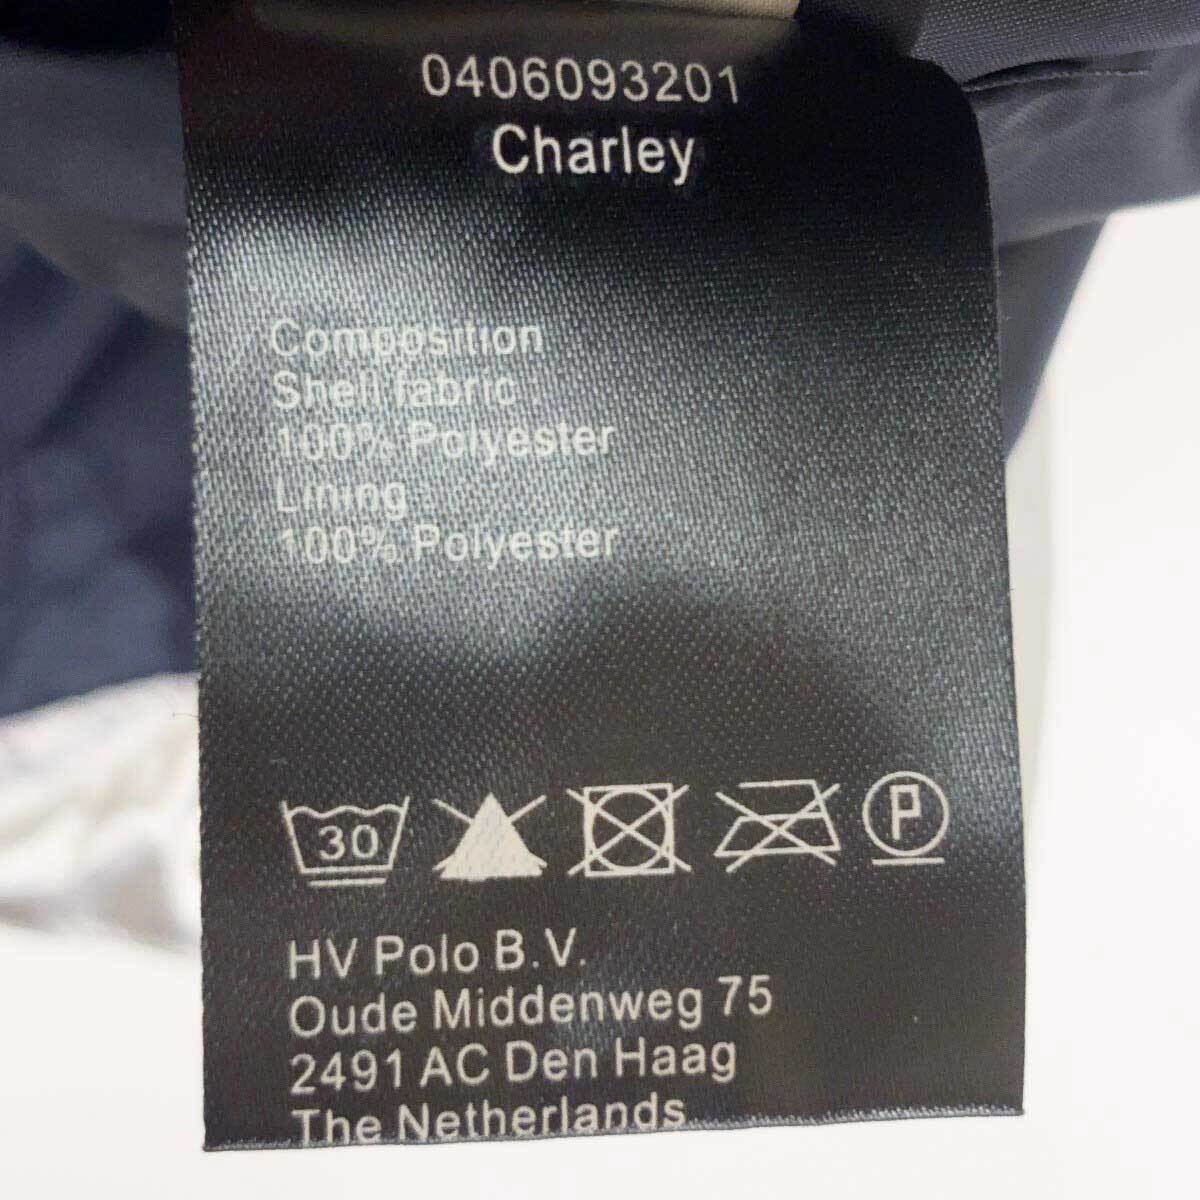 0406093201
Charley
Composition
Shell fabric
100% Polyester
Lining
100% Polyester
30 P
HV Polo B.V.
Oude Middenweg 75
2491 AC Den Haag
The Netherlands